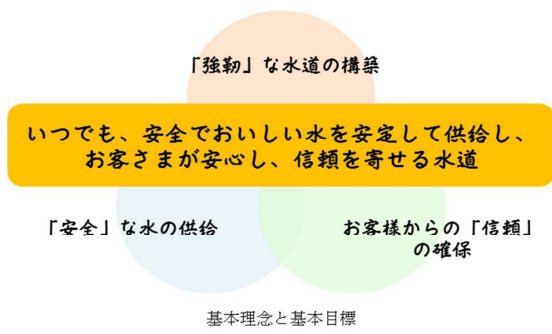 「強靭」な水道の構築
いつでも、安全でおいしい水を安定して供給し、
お客さまが安心し、信頼を寄せる水道
「安全」な水の供給
お客様からの「信頼」
の確保
基本理念と基本目標